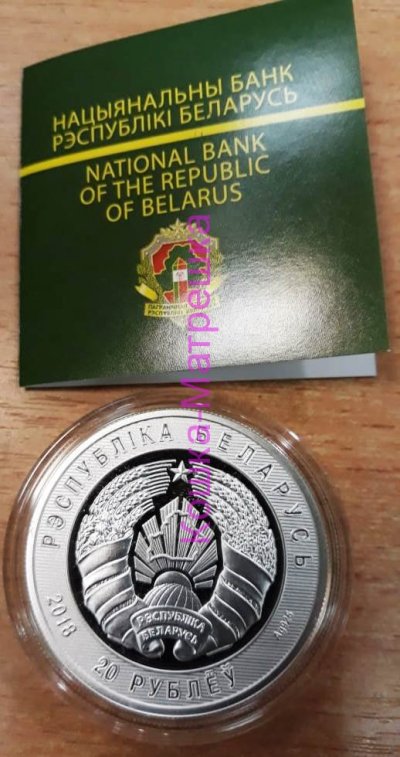 НАЦЫЯНАЛЬНЫ БАНК
РЭСПУБЛІКІ БЕЛАРУСЬ
NATIONAL BANK
OF THE REPUBLIC
OF BELARUS
РЭСПУБЛІКА БЕЛАРУСЬ
РЭСПУБЛІКА
БЕЛАРУСЬ
2018
20 РУБЛЁЎ
Ag925
Кошка-Матрешка